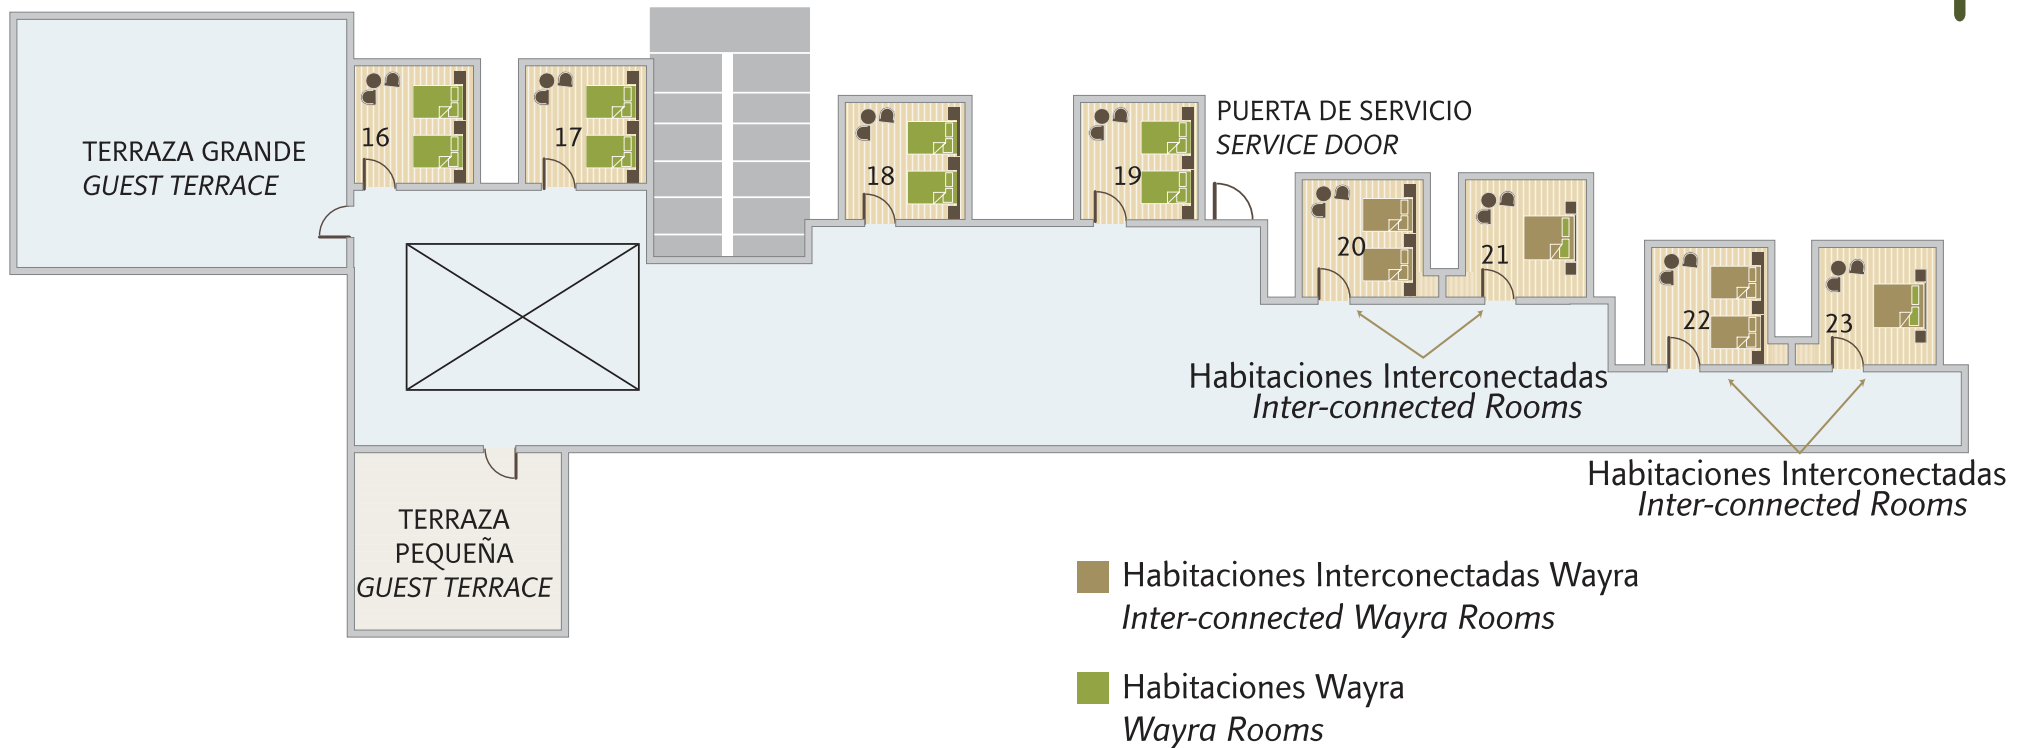 TERRAZA GRANDE
GUEST TERRACE
16
17
18
19
PUERTA DE SERVICIO
SERVICE DOOR
20
21
22
23
Habitaciones Interconectadas
Inter-connected Rooms
Habitaciones Interconectadas
Inter-connected Rooms
TERRAZA
PEQUEÑA
GUEST TERRACE
Habitaciones Interconectadas Wayra
Inter-connected Wayra Rooms
Habitaciones Wayra
Wayra Rooms